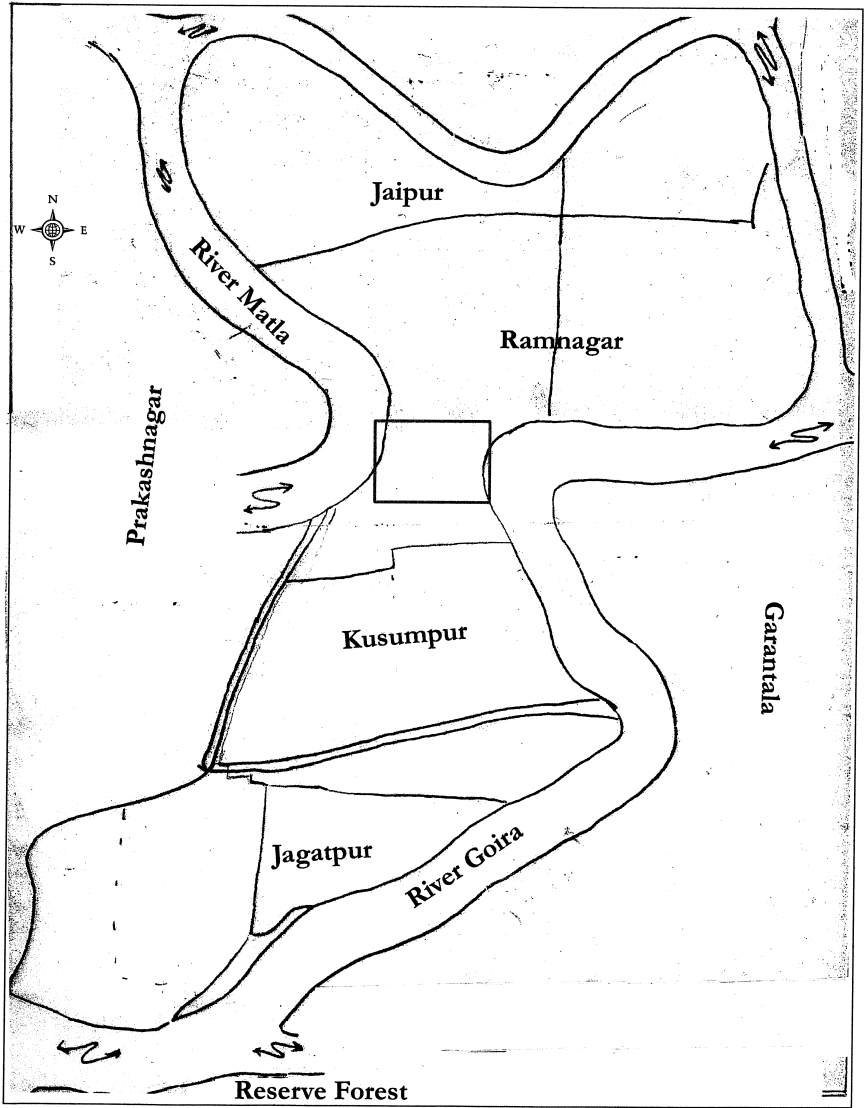 Jaipur
N
W E
S
River Matla
Ramnagar
Prakashnagar
Kusumpur
Garantala
Jagatpur
River Goira
Reserve Forest